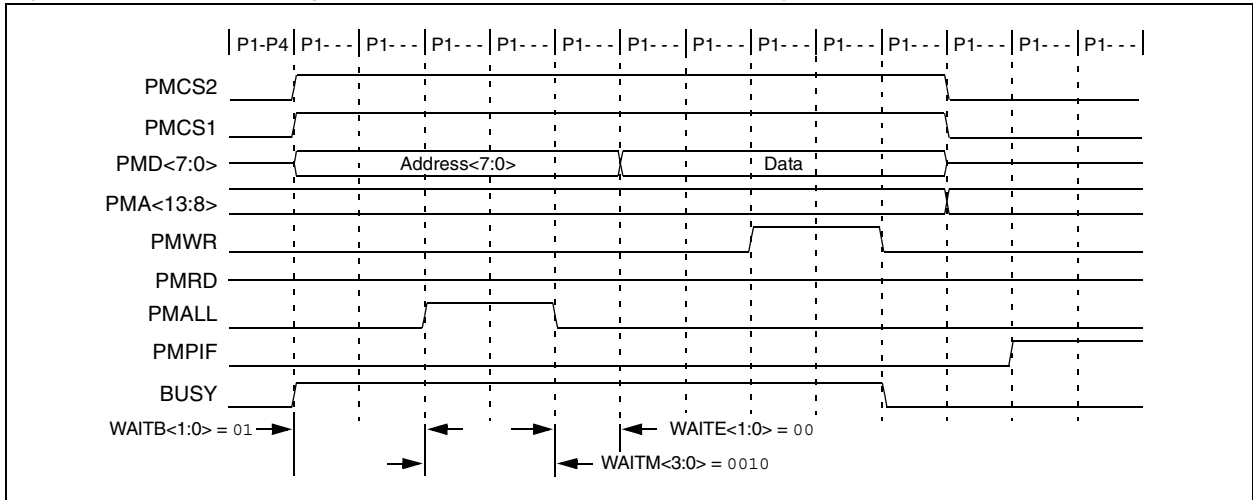 P1-P4 P1- - - P1- - - P1- - - P1- - - P1- - - P1- - - P1- - - P1- - - P1- - - P1- - - P1- - - P1- - - P1- - -
PMCS2
PMCS1
PMD<7:0> Address<7:0> Data
PMA<13:8>
PMWR
PMRD
PMALL
PMPIF
BUSY
WAITB<1:0> = 01 WAITE<1:0> = 00
WAITM<3:0> = 0010